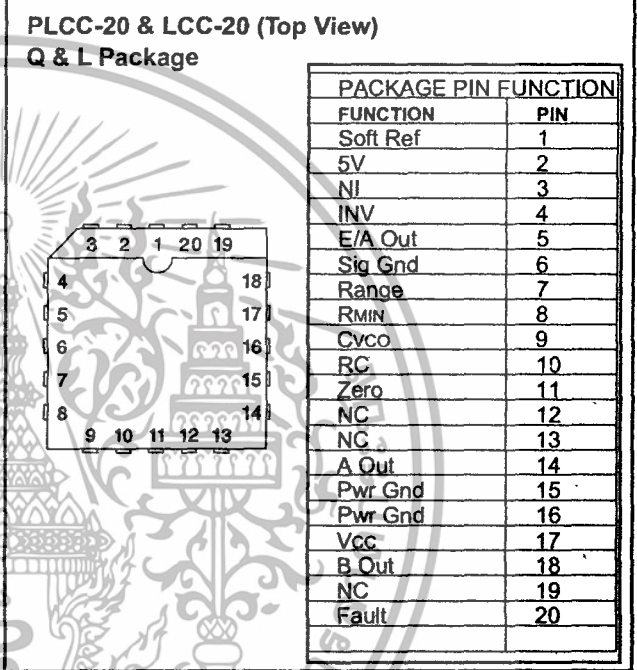 PLCC-20 & LCC-20 (Top View)
Q & L Package
3 2 1 20 19
4 18
5 17
6 16
7 15
8 14
9 10 11 12 13
PACKAGE PIN FUNCTION
FUNCTION PIN
Soft Ref 1
5V 2
NI 3
INV 4
E/A Out 5
Sig Gnd 6
Range 7
RMIN 8
CVCO 9
RC 10
Zero 11
NC 12
NC 13
A Out 14
Pwr Gnd 15
Pwr Gnd 16
Vcc 17
B Out 18
NC 19
Fault 20